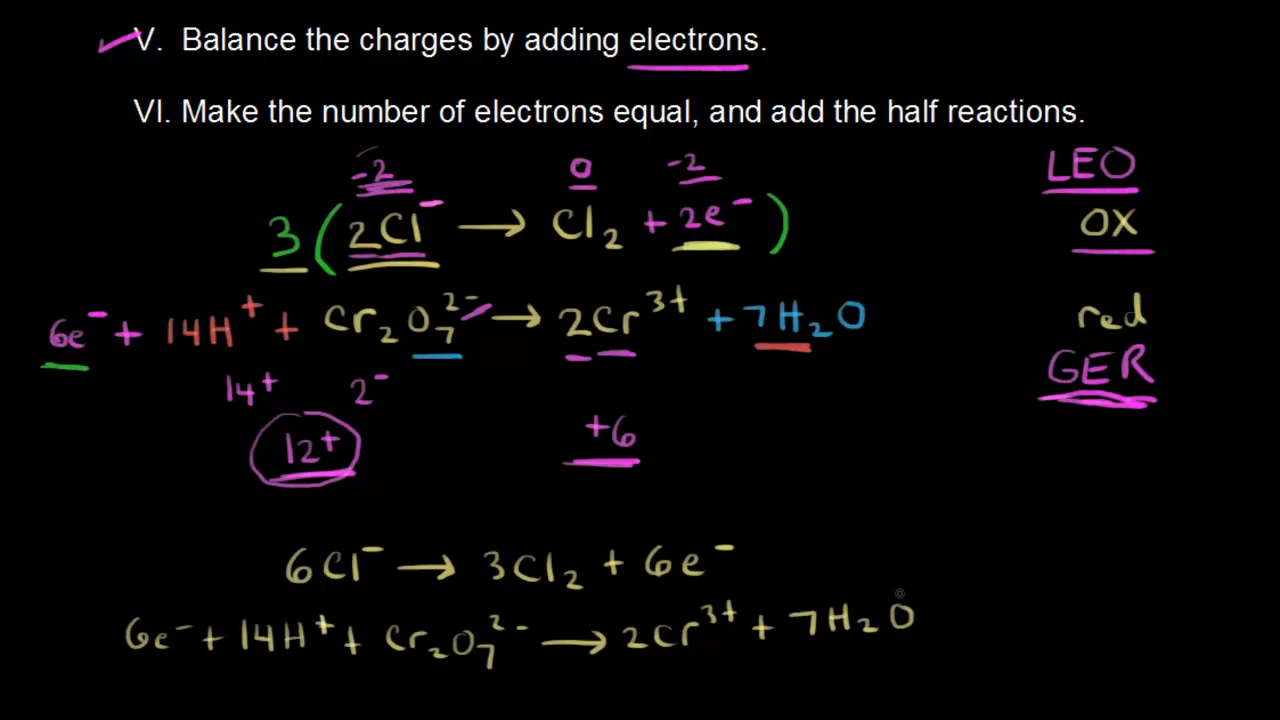 V. Balance the charges by adding electrons.
VI. Make the number of electrons equal, and add the half reactions.
-2 0 -2 LEO
3 ( 2Cl⁻ → Cl₂ + 2e⁻ ) OX
6e⁻ + 14H⁺ + Cr₂O₇²⁻ → 2Cr³⁺ + 7H₂O red
14⁺ 2⁻ GER
12⁺ +6
6Cl⁻ → 3Cl₂ + 6e⁻
6e⁻ + 14H⁺ + Cr₂O₇²⁻ → 2Cr³⁺ + 7H₂O